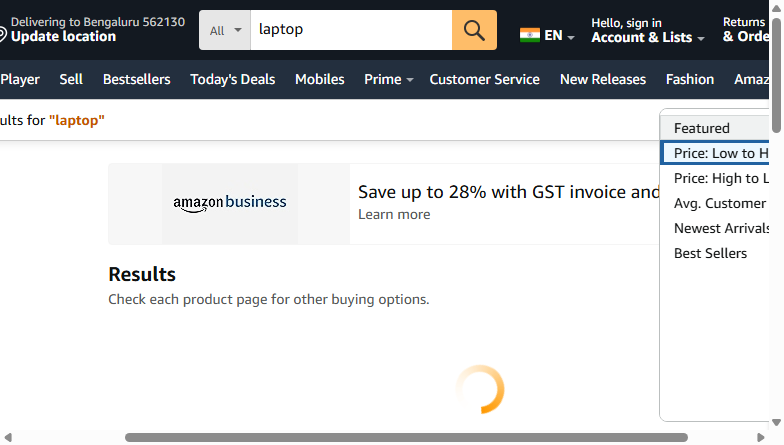 Delivering to Bengaluru 562130
Update location
All
laptop
EN
Hello, sign in
Account & Lists
Returns
& Orde
Player
Sell
Bestsellers
Today's Deals
Mobiles
Prime
Customer Service
New Releases
Fashion
Amaz
ults for "laptop"
Featured
Price: Low to H
Price: High to L
Avg. Customer
Newest Arrivals
Best Sellers
amazon business
Save up to 28% with GST invoice and
Learn more
Results
Check each product page for other buying options.